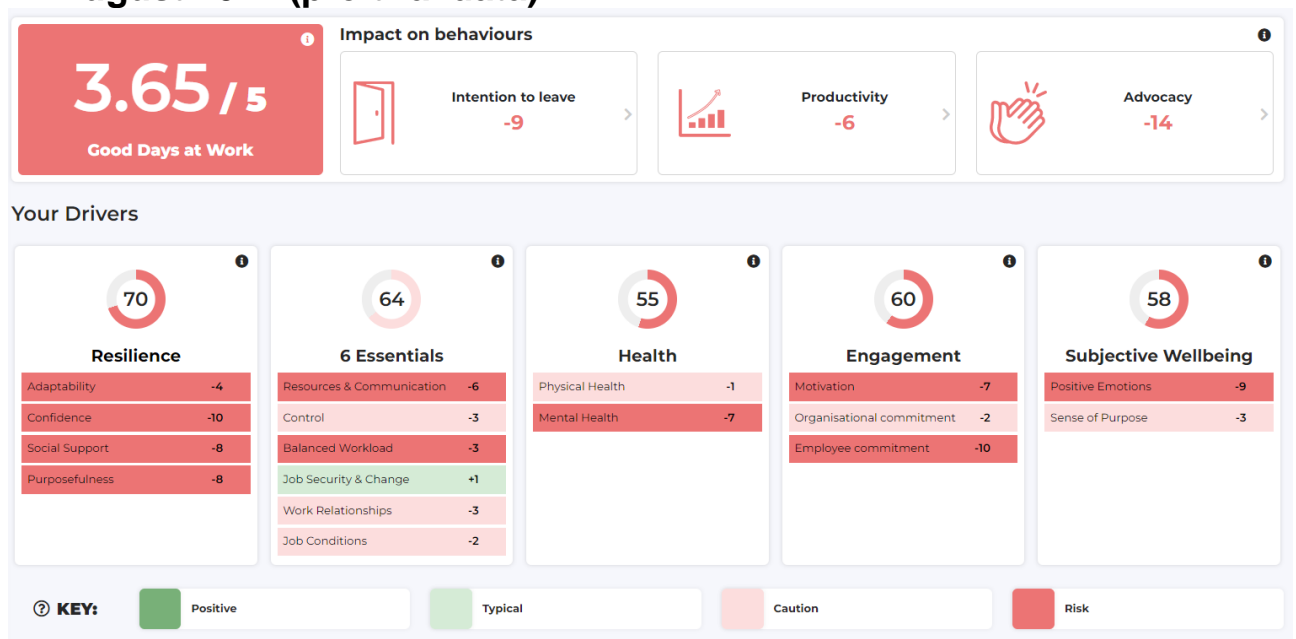 Impact on behaviours
3.65 / 5
Good Days at Work
Intention to leave
-9
Productivity
-6
Advocacy
-14
Your Drivers
70
Resilience
Adaptability -4
Confidence -10
Social Support -8
Purposefulness -8
64
6 Essentials
Resources & Communication -6
Control -3
Balanced Workload -3
Job Security & Change +1
Work Relationships -3
Job Conditions -2
55
Health
Physical Health -1
Mental Health -7
60
Engagement
Motivation -7
Organisational commitment -2
Employee commitment -10
58
Subjective Wellbeing
Positive Emotions -9
Sense of Purpose -3
? KEY:
Positive
Typical
Caution
Risk